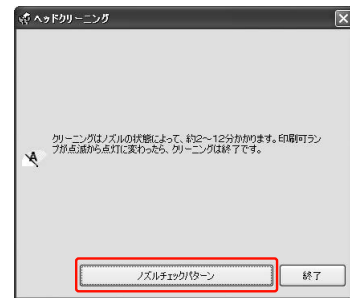 ヘッドクリーニング
クリーニングはノズルの状態によって、約2～12分かかります。印刷可ラン
プが点滅から点灯に変わったら、クリーニングは終了です。
A
ノズルチェックパターン
終了